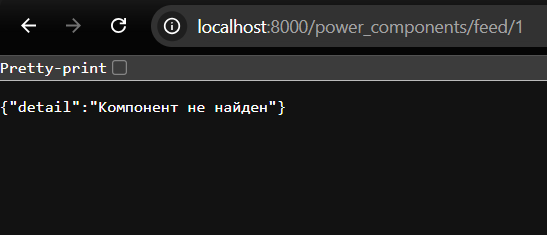 localhost:8000/power_components/feed/1
Pretty-print
{"detail":"Компонент не найден"}